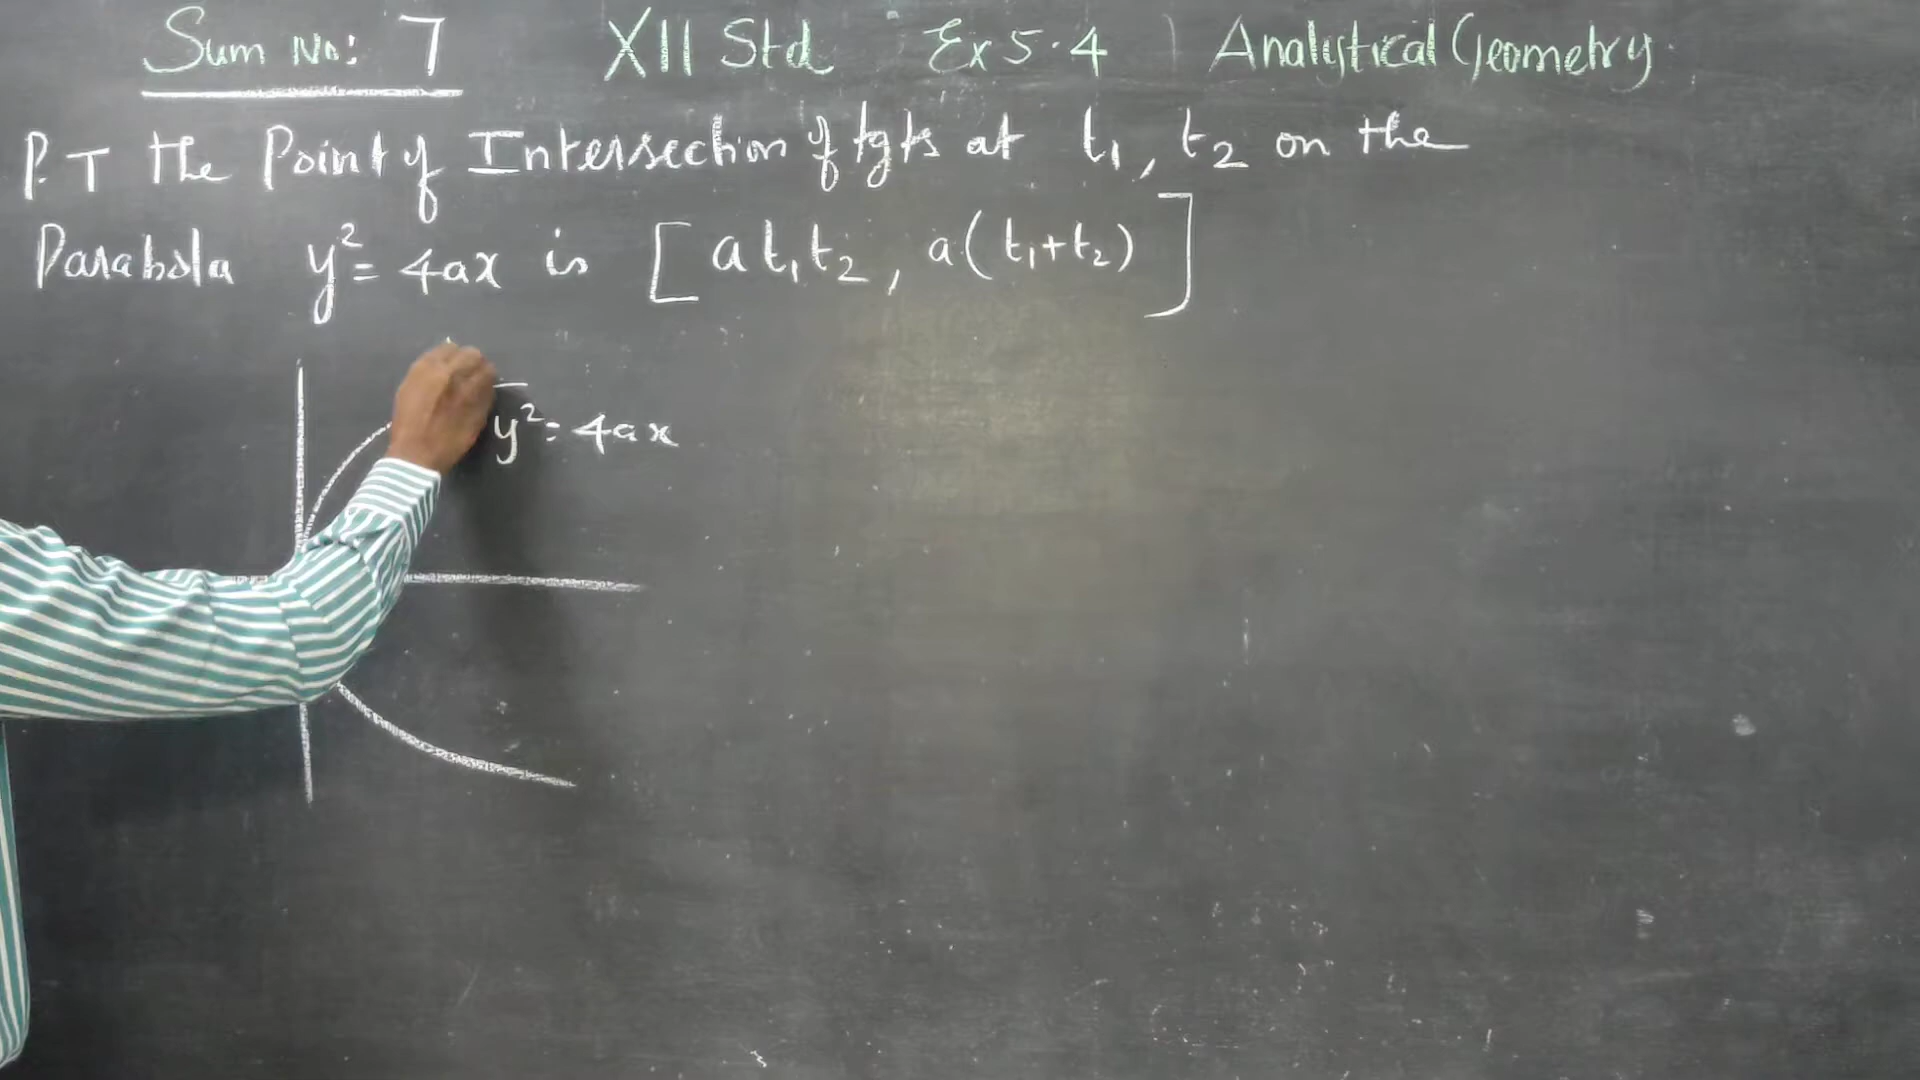 Sum No: 7 XII Std Ex 5.4 Analytical Geometry
P.T the Point of Intersection of tgts at t₁, t₂ on the
Parabola y² = 4ax is [at₁t₂, a(t₁+t₂)]
y² = 4ax